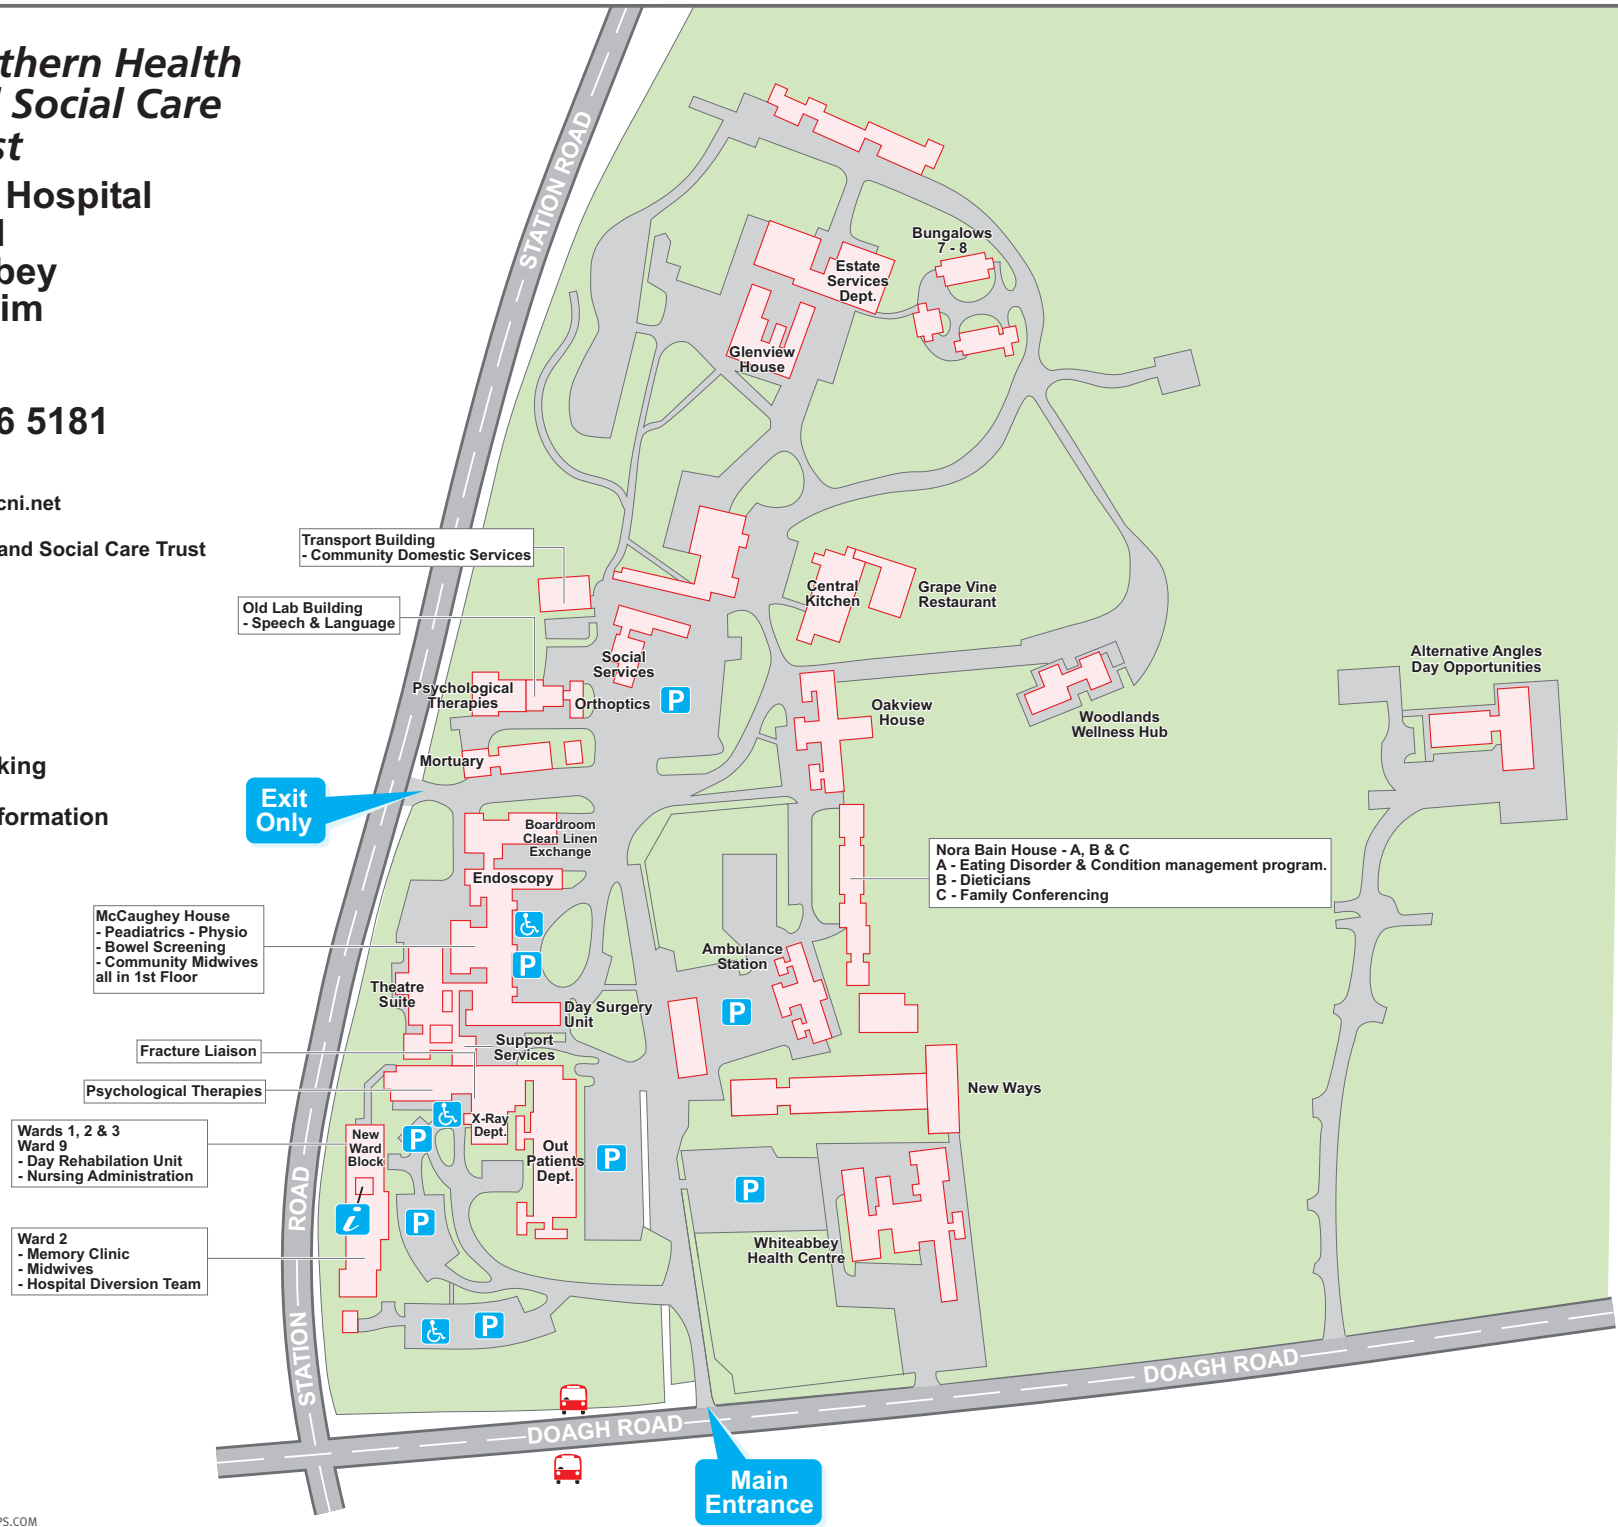 thern Health
Social Care
st
Hospital
bey
im
6 5181
cni.net
and Social Care Trust
king
formation
STATION ROAD
Bungalows
7 - 8
Estate
Services
Dept.
Glenview
House
Transport Building
- Community Domestic Services
Old Lab Building
- Speech & Language
Central
Kitchen
Grape Vine
Restaurant
Social
Services
Psychological
Therapies
Orthoptics
P
Oakview
House
Woodlands
Wellness Hub
Alternative Angles
Day Opportunities
Mortuary
Exit
Only
Boardroom
Clean Linen
Exchange
Endoscopy
Nora Bain House - A, B & C
A - Eating Disorder & Condition management program.
B - Dieticians
C - Family Conferencing
McCaughey House
- Peadiatrics - Physio
- Bowel Screening
- Community Midwives
all in 1st Floor
P
Ambulance
Station
Theatre
Suite
Day Surgery
Unit
P
Support
Services
Fracture Liaison
Psychological Therapies
New Ways
X-Ray
Dept.
Wards 1, 2 & 3
Ward 9
- Day Rehabilation Unit
- Nursing Administration
New
Ward
Block
P
Out
Patients
Dept.
P
P
i
P
Ward 2
- Memory Clinic
- Midwives
- Hospital Diversion Team
Whiteabbey
Health Centre
STATION ROAD
P
DOAGH ROAD
DOAGH ROAD
Main
Entrance
PS.COM